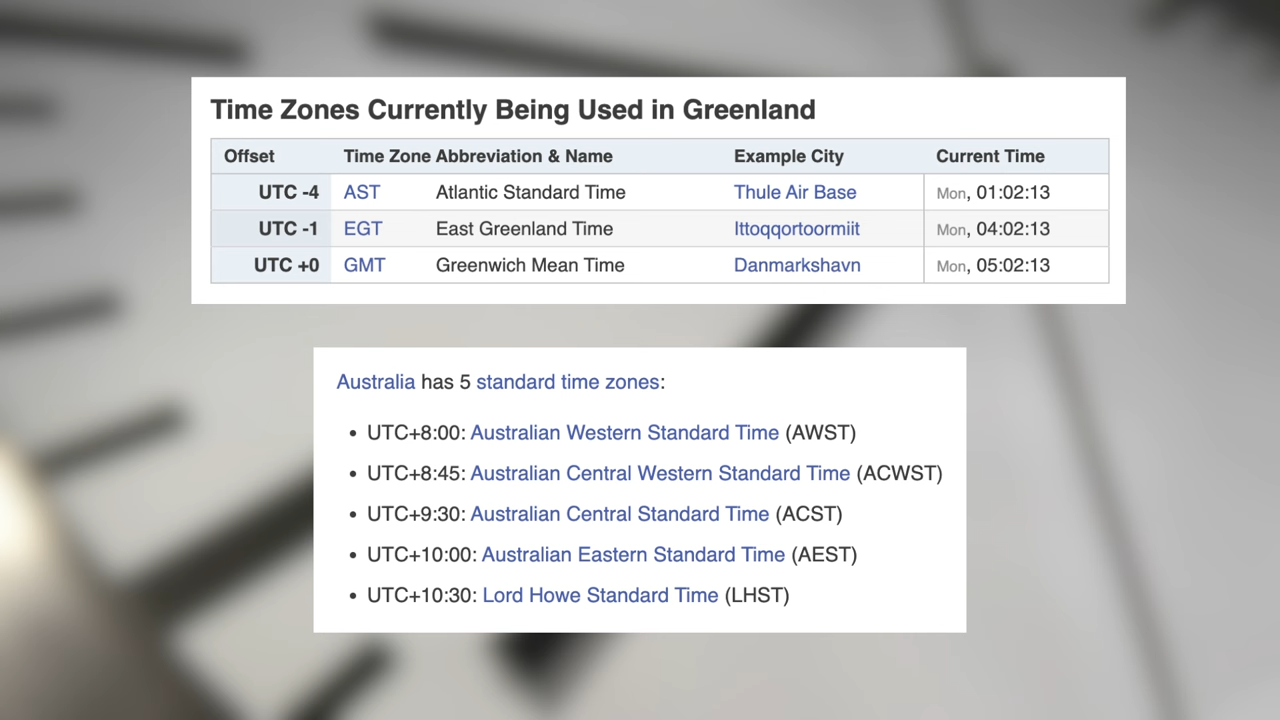 Time Zones Currently Being Used in Greenland
Offset Time Zone Abbreviation & Name Example City Current Time
UTC -4 AST Atlantic Standard Time Thule Air Base Mon, 01:02:13
UTC -1 EGT East Greenland Time Ittoqqortoormiit Mon, 04:02:13
UTC +0 GMT Greenwich Mean Time Danmarkshavn Mon, 05:02:13
Australia has 5 standard time zones:
• UTC+8:00: Australian Western Standard Time (AWST)
• UTC+8:45: Australian Central Western Standard Time (ACWST)
• UTC+9:30: Australian Central Standard Time (ACST)
• UTC+10:00: Australian Eastern Standard Time (AEST)
• UTC+10:30: Lord Howe Standard Time (LHST)